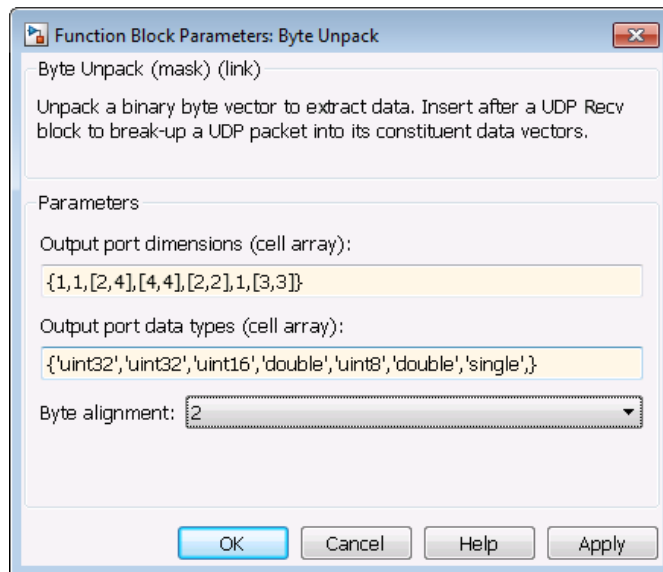 Function Block Parameters: Byte Unpack
Byte Unpack (mask) (link)
Unpack a binary byte vector to extract data. Insert after a UDP Recv
block to break-up a UDP packet into its constituent data vectors.
Parameters
Output port dimensions (cell array):
{1,1,[2,4],[4,4],[2,2],1,[3,3]}
Output port data types (cell array):
{'uint32','uint32','uint16','double','uint8','double','single',}
Byte alignment: 2
OK Cancel Help Apply